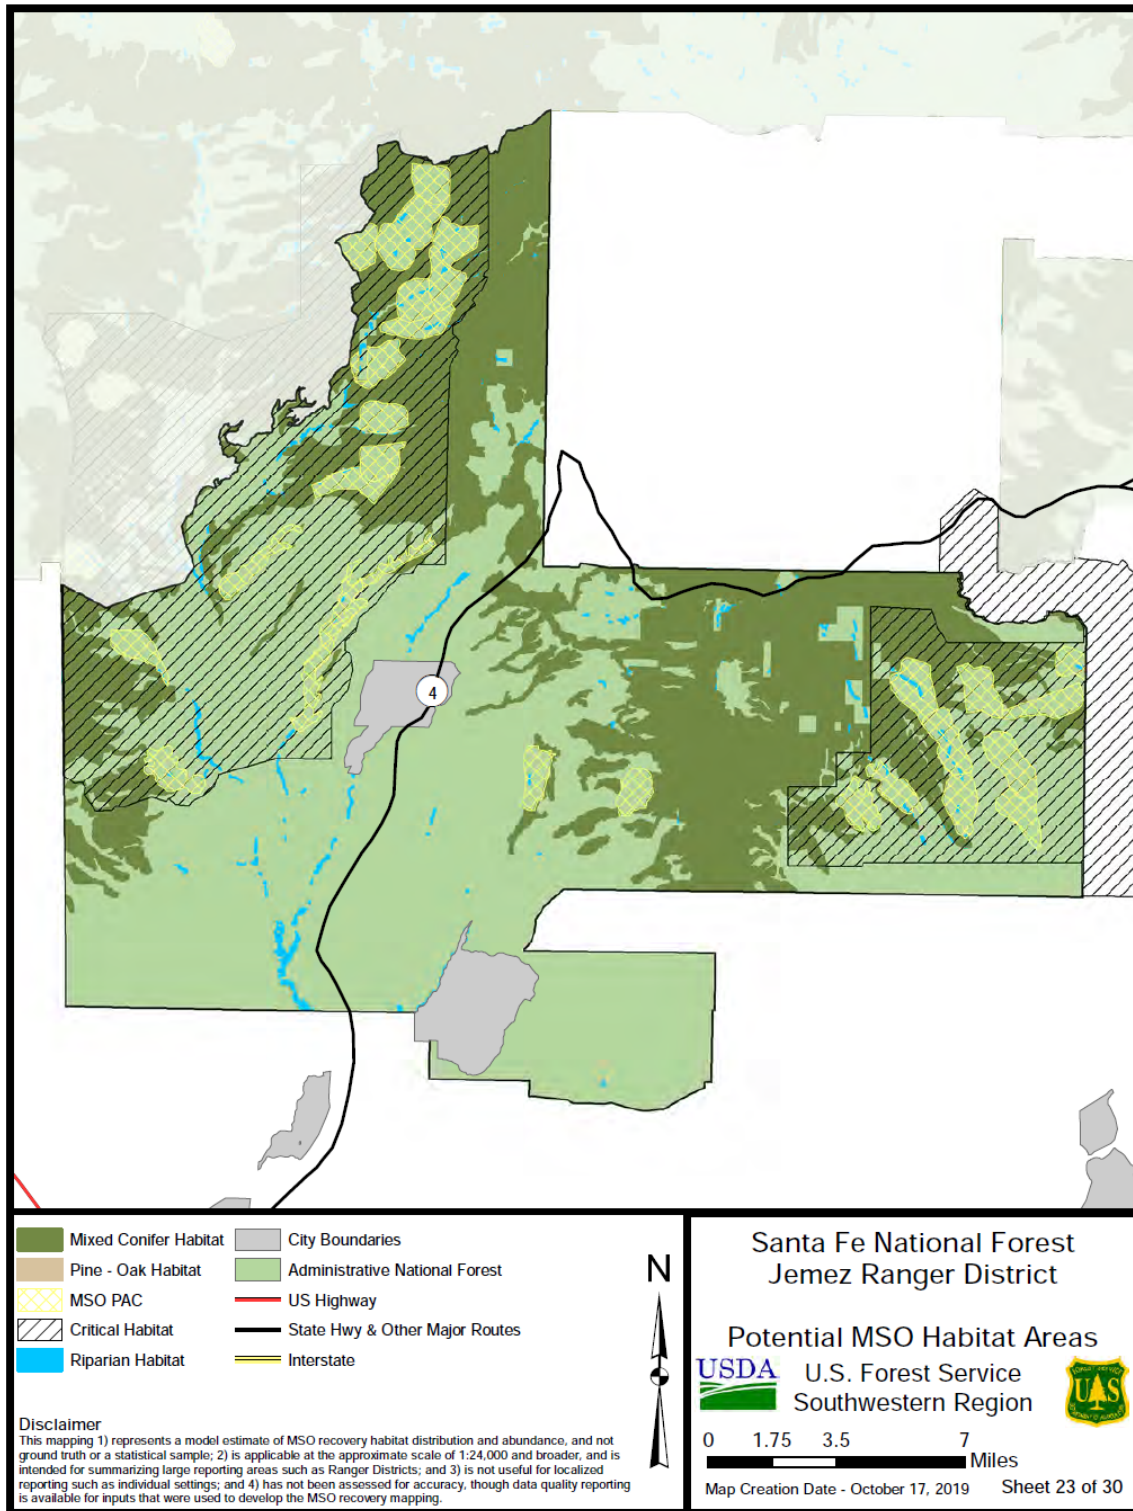 4
Mixed Conifer Habitat
Pine - Oak Habitat
MSO PAC
Critical Habitat
Riparian Habitat
City Boundaries
Administrative National Forest
US Highway
State Hwy & Other Major Routes
Interstate
N
Disclaimer
This mapping 1) represents a model estimate of MSO recovery habitat distribution and abundance, and not
ground truth or a statistical sample; 2) is applicable at the approximate scale of 1:24,000 and broader, and is
intended for summarizing large reporting areas such as Ranger Districts; and 3) is not useful for localized
reporting such as individual settings; and 4) has not been assessed for accuracy, though data quality reporting
is available for inputs that were used to develop the MSO recovery mapping.
Santa Fe National Forest
Jemez Ranger District
Potential MSO Habitat Areas
USDA
U.S. Forest Service
Southwestern Region
FOREST SERVICE
U S
DEPARTMENT OF AGRICULTURE
0 1.75 3.5 7
Miles
Map Creation Date - October 17, 2019
Sheet 23 of 30